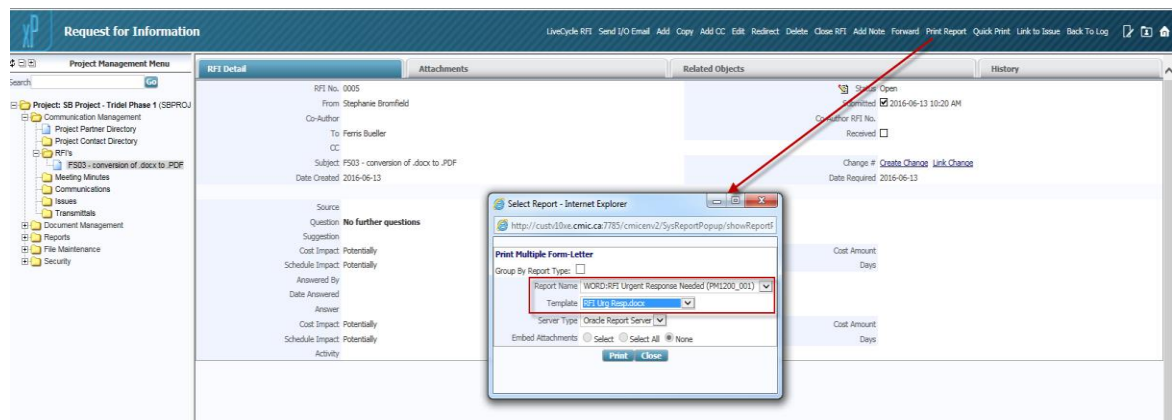 xP Request for Information
LiveCycle RFI Send I/O Email Add Copy Add CC Edit Redirect Delete Close RFI Add Note Forward Print Report Quick Print Link to Issue Back To Log
Project Management Menu
Search Go
Project: SB Project - Tridel Phase 1 (SBPROJ
Communication Management
Project Partner Directory
Project Contact Directory
RFI's
FS03 - conversion of .docx to .PDF
Meeting Minutes
Communications
Issues
Transmittals
Document Management
Reports
File Maintenance
Security
RFI Detail Attachments Related Objects History
RFI No. 0005 Status Open
From Stephanie Bromfield Submitted 2016-06-13 10:20 AM
Co-Author Co-Author RFI No.
To Ferris Bueller Received
CC
Subject FS03 - conversion of .docx to .PDF Change # Create Change Link Change
Date Created 2016-06-13 Date Required 2016-06-13
Source
Question No further questions
Suggestion
Cost Impact Potentially Cost Amount
Schedule Impact Potentially Days
Answered By
Date Answered
Answer
Cost Impact Potentially Cost Amount
Schedule Impact Potentially Days
Activity
Select Report - Internet Explorer
http://custv10xe.cmic.ca:7785/cmicenv2/SysReportPopup/showReportF
Print Multiple Form-Letter
Group By Report Type:
Report Name WORD:RFI Urgent Response Needed (PM1200_001)
Template RFI Urg Resp.docx
Server Type Oracle Report Server
Embed Attachments Select Select All None
Print Close